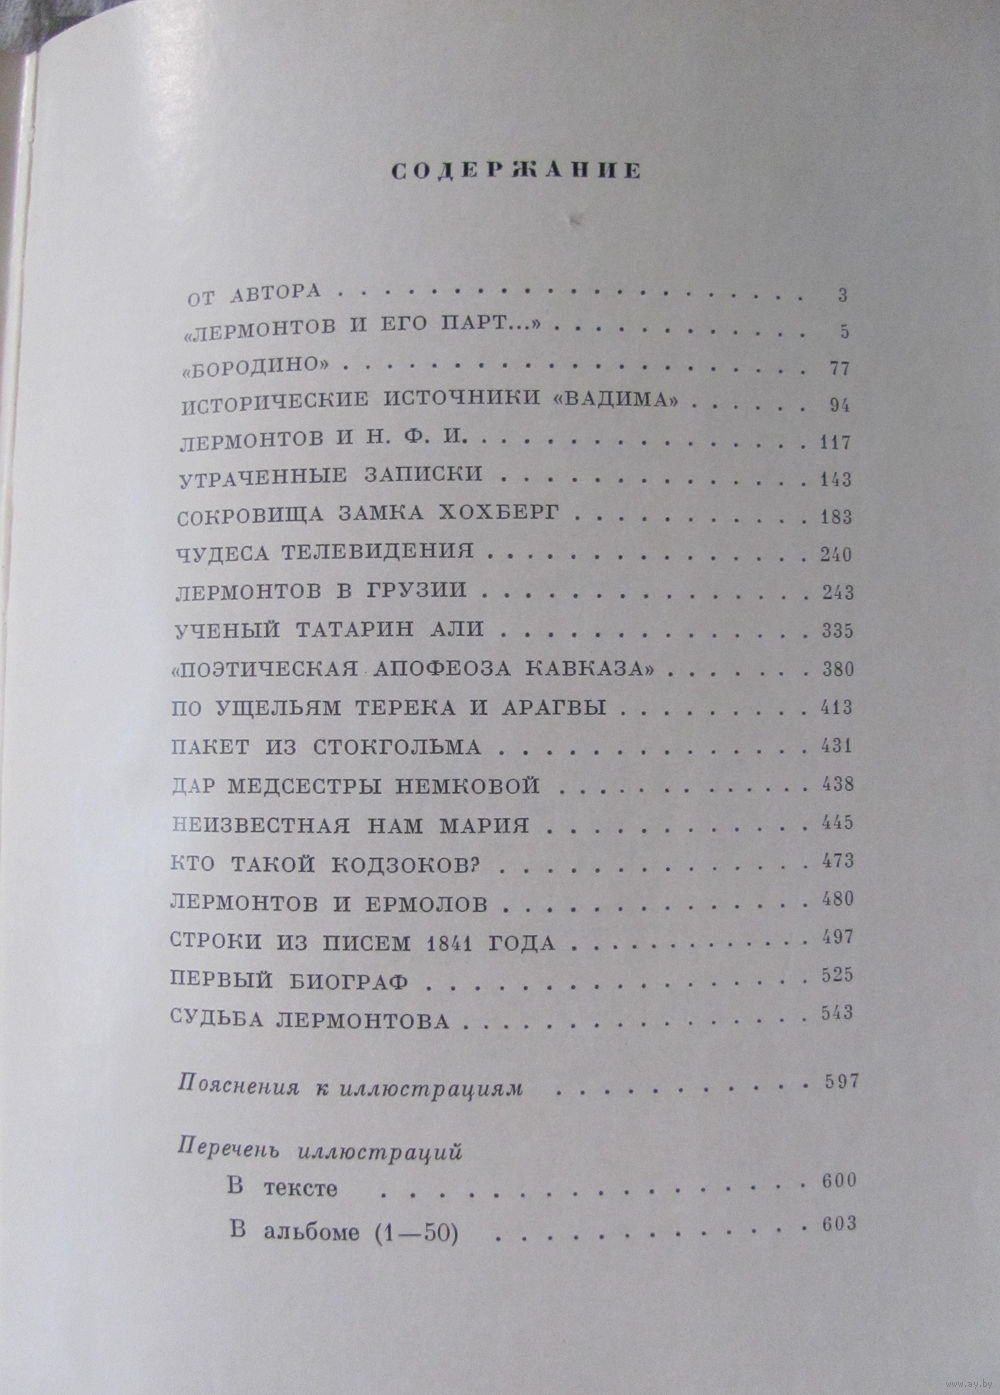 СОДЕРЖАНИЕ
ОТ АВТОРА . . . . . . . . . . . . . . . . . . . . . 3
«ЛЕРМОНТОВ И ЕГО ПАРТ...» . . . . . . . . . . . . 5
«БОРОДИНО» . . . . . . . . . . . . . . . . . . . . . 77
ИСТОРИЧЕСКИЕ ИСТОЧНИКИ «ВАДИМА» . . . . . . 94
ЛЕРМОНТОВ И Н. Ф. И. . . . . . . . . . . . . . . . 117
УТРАЧЕННЫЕ ЗАПИСКИ . . . . . . . . . . . . . . 143
СОКРОВИЩА ЗАМКА ХОХБЕРГ . . . . . . . . . . . 183
ЧУДЕСА ТЕЛЕВИДЕНИЯ . . . . . . . . . . . . . . . 240
ЛЕРМОНТОВ В ГРУЗИИ . . . . . . . . . . . . . . . 243
УЧЕНЫЙ ТАТАРИН АЛИ . . . . . . . . . . . . . . 335
«ПОЭТИЧЕСКАЯ АПОФЕОЗА КАВКАЗА» . . . . . . . 380
ПО УЩЕЛЬЯМ ТЕРЕКА И АРАГВЫ . . . . . . . . . 413
ПАКЕТ ИЗ СТОКГОЛЬМА . . . . . . . . . . . . . . 431
ДАР МЕДСЕСТРЫ НЕМКОВОЙ . . . . . . . . . . . . . 438
НЕИЗВЕСТНАЯ НАМ МАРИЯ . . . . . . . . . . . . 445
КТО ТАКОЙ КОДЗОКОВ? . . . . . . . . . . . . . . 473
ЛЕРМОНТОВ И ЕРМОЛОВ . . . . . . . . . . . . . . 480
СТРОКИ ИЗ ПИСЕМ 1841 ГОДА . . . . . . . . . . . 497
ПЕРВЫЙ БИОГРАФ . . . . . . . . . . . . . . . . . 525
СУДЬБА ЛЕРМОНТОВА . . . . . . . . . . . . . . . . 543
Пояснения к иллюстрациям . . . . . . . . . . . 597
Перечень иллюстраций
В тексте . . . . . . . . . . . . . . . . 600
В альбоме (1—50) . . . . . . . . . . . . . 603
www.ay.by